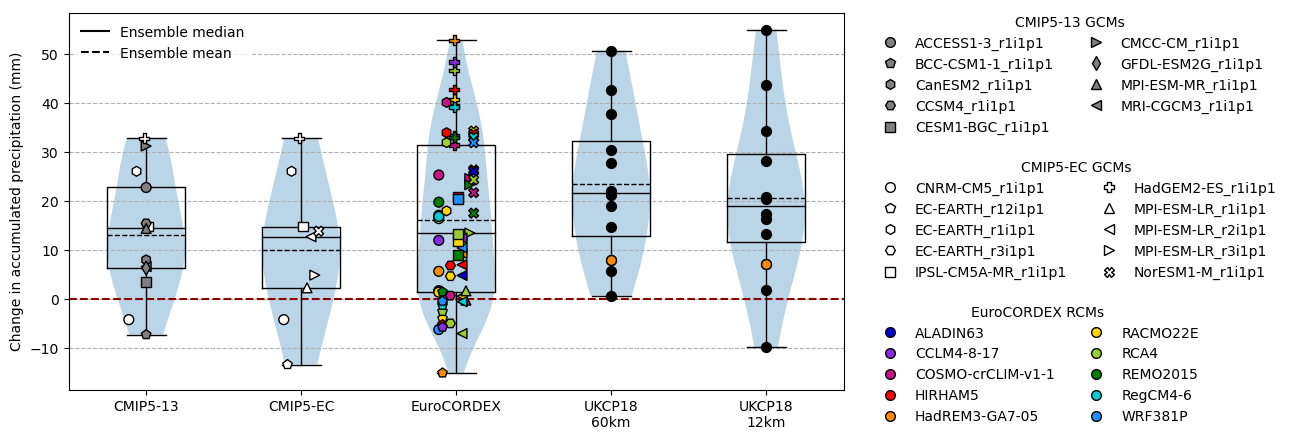 Ensemble median
Ensemble mean
Change in accumulated precipitation (mm)
50
40
30
20
10
0
−10
CMIP5-13
CMIP5-EC
EuroCORDEX
UKCP18
60km
UKCP18
12km
CMIP5-13 GCMs
ACCESS1-3_r1i1p1
BCC-CSM1-1_r1i1p1
CanESM2_r1i1p1
CCSM4_r1i1p1
CESM1-BGC_r1i1p1
CMCC-CM_r1i1p1
GFDL-ESM2G_r1i1p1
MPI-ESM-MR_r1i1p1
MRI-CGCM3_r1i1p1
CMIP5-EC GCMs
CNRM-CM5_r1i1p1
EC-EARTH_r12i1p1
EC-EARTH_r1i1p1
EC-EARTH_r3i1p1
IPSL-CM5A-MR_r1i1p1
HadGEM2-ES_r1i1p1
MPI-ESM-LR_r1i1p1
MPI-ESM-LR_r2i1p1
MPI-ESM-LR_r3i1p1
NorESM1-M_r1i1p1
EuroCORDEX RCMs
ALADIN63
CCLM4-8-17
COSMO-crCLIM-v1-1
HIRHAM5
HadREM3-GA7-05
RACMO22E
RCA4
REMO2015
RegCM4-6
WRF381P